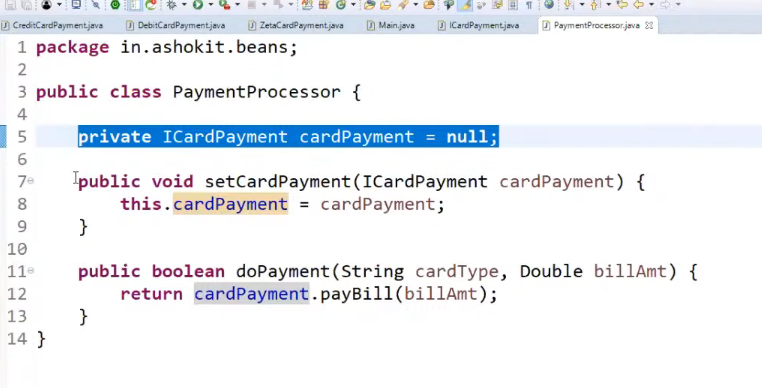 CreditCardPayment.java DebitCardPayment.java ZetaCardPayment.java Main.java ICardPayment.java PaymentProcessor.java
1 package in.ashokit.beans;
2
3 public class PaymentProcessor {
4
5 private ICardPayment cardPayment = null;
6
7 public void setCardPayment(ICardPayment cardPayment) {
8 this.cardPayment = cardPayment;
9 }
10
11 public boolean doPayment(String cardType, Double billAmt) {
12 return cardPayment.payBill(billAmt);
13 }
14 }